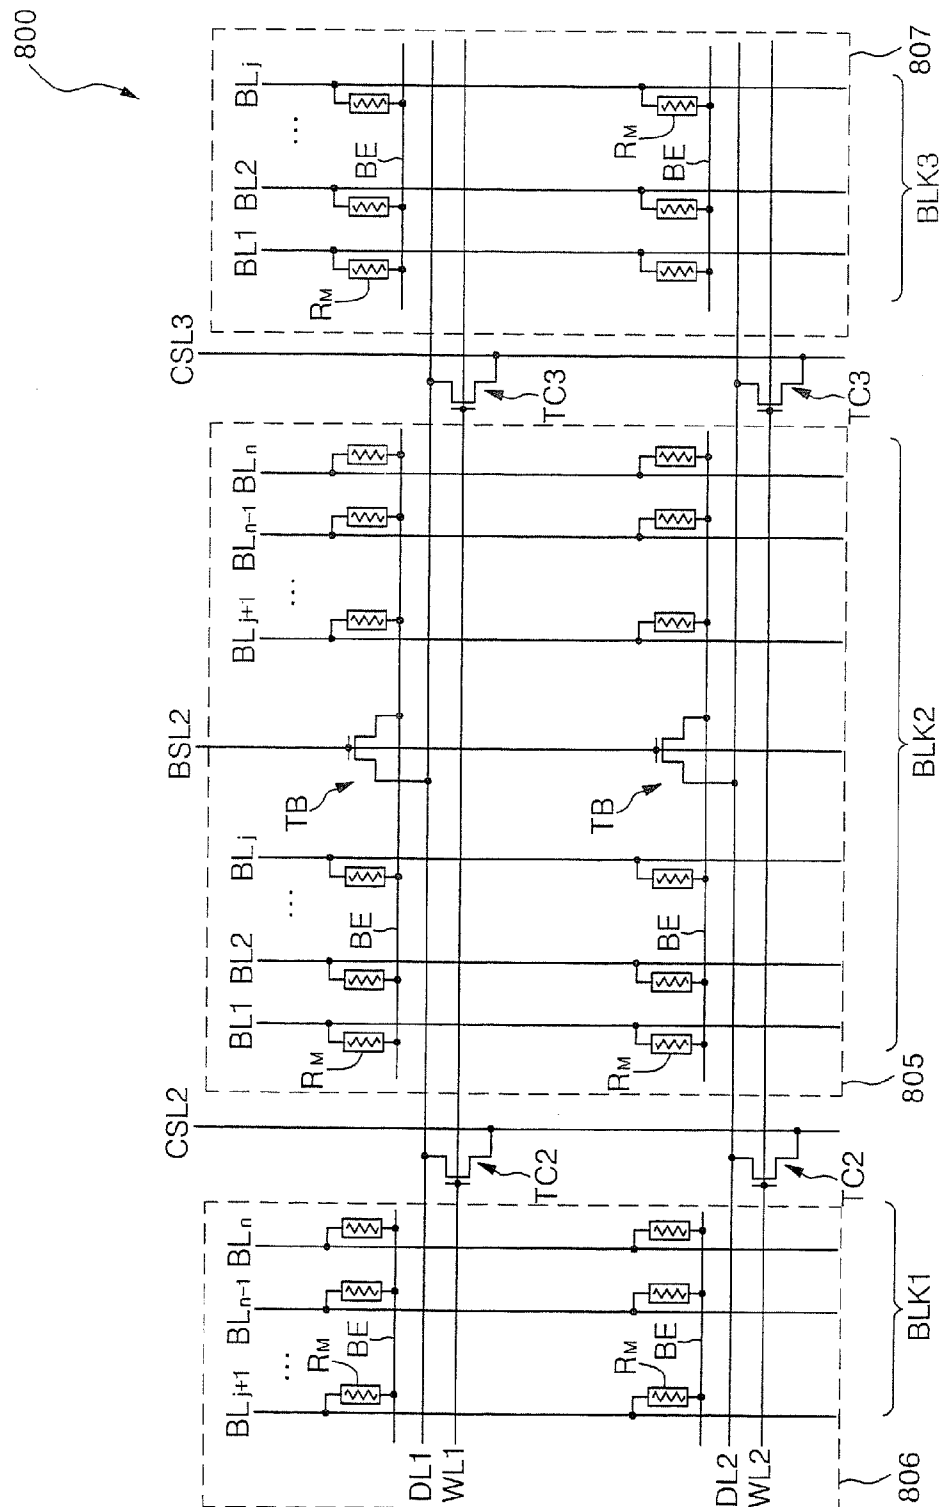 800
CSL2 BSL2 CSL3
BLj+1 ... BLn−1 BLn BL1 BL2 ... BLj BLj+1 ... BLn−1 BLn BL1 BL2 ... BLj
RM RM TB RM
BE BE BE
DL1
WL1
TC2 TC3
RM RM TB RM
BE BE BE
DL2
WL2
TC2 TC3
806 805 807
BLK1 BLK2 BLK3